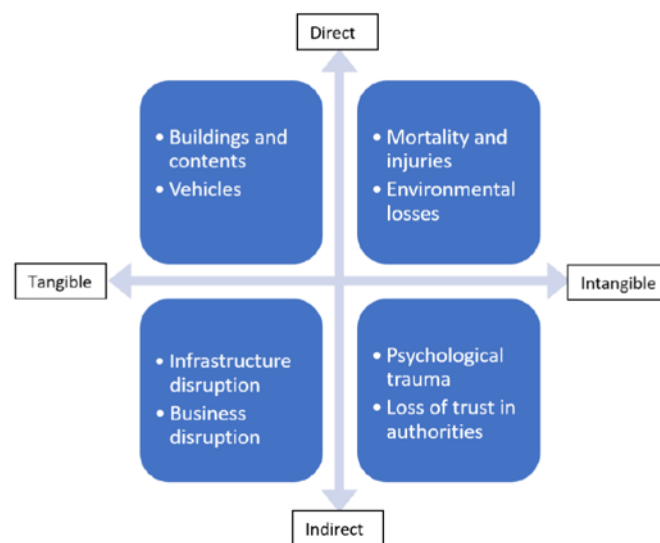 Direct
• Buildings and
contents
• Vehicles
• Mortality and
injuries
• Environmental
losses
Tangible
Intangible
• Infrastructure
disruption
• Business
disruption
• Psychological
trauma
• Loss of trust in
authorities
Indirect